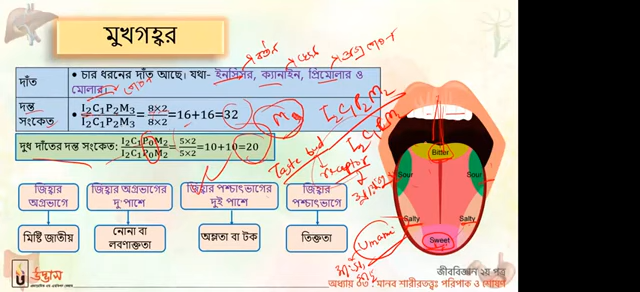 মুখগহ্বর
দাঁত
• চার ধরনের দাঁত আছে। যথা- ইনসিসর, ক্যানাইন, প্রিমোলার ও
মোলার।
দন্ত
সংকেত
• I₂C₁P₂M₃/I₂C₁P₂M₃ = 8×2/8×2 =16+16=32
দুধ দাঁতের দন্ত সংকেত: I₂C₁P₀M₂/I₂C₁P₀M₂ = 5×2/5×2 =10+10=20
I₂C₁P₂M₂
Taste bud
receptor
Umami
জিহ্বার
অগ্রভাগে
জিহ্বার অগ্রভাগের
দু'পাশে
জিহ্বার পশ্চাৎভাগের
দুই পাশে
জিহ্বার
পশ্চাৎভাগে
মিষ্টি জাতীয়
নোনা বা
লবণাক্ততা
অম্লতা বা টক
তিক্ততা
Bitter
Sour
Sour
Salty
Salty
Sweet
উদ্ভাস
জীববিজ্ঞান ২য় পত্র
অধ্যায় ০৩ : মানব শারীরতত্ত্ব: পরিপাক ও শোষণ